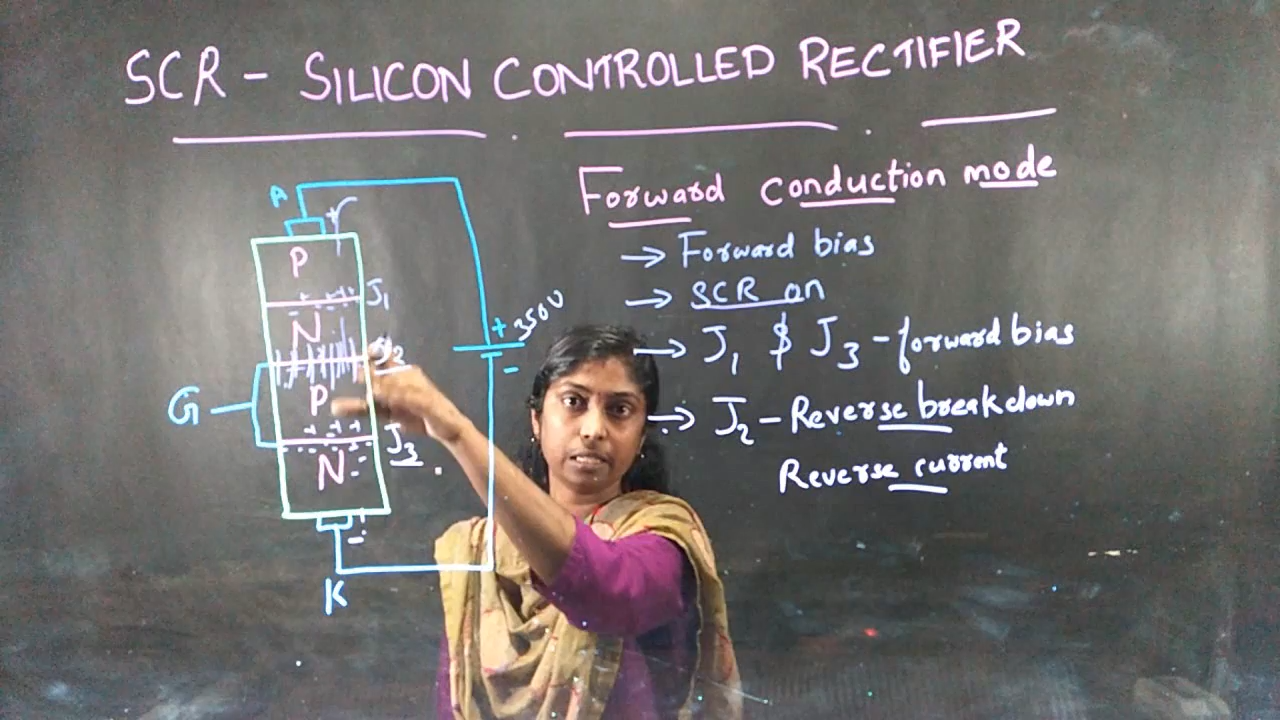 SCR - SILICON CONTROLLED RECTIFIER
Forward conduction mode
→ Forward bias
→ SCR on
→ J1 $ J3 - forward bias
→ J2 - Reverse breakdown
Reverse current
A
P
J1
N
J2
G
P
J3
N
K
+ 350V
-